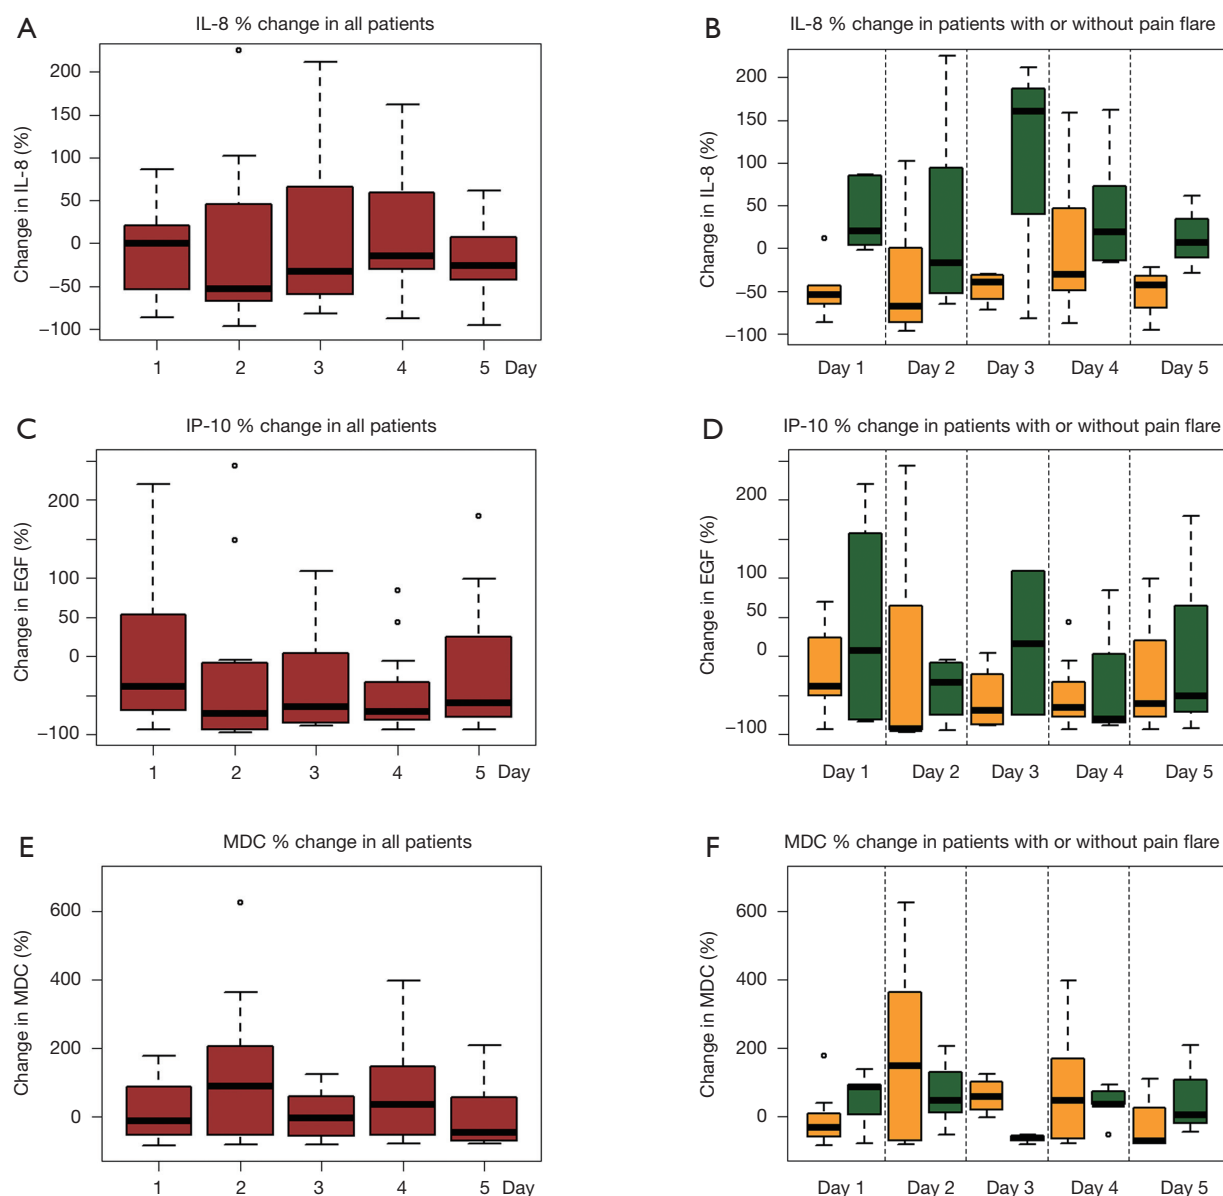 A
IL-8 % change in all patients
Change in IL-8 (%)
200
150
100
50
0
−50
−100
1 2 3 4 5 Day
B
IL-8 % change in patients with or without pain flare
Change in IL-8 (%)
200
150
100
50
0
−50
−100
Day 1 Day 2 Day 3 Day 4 Day 5
C
IP-10 % change in all patients
Change in EGF (%)
200
100
50
0
−100
1 2 3 4 5 Day
D
IP-10 % change in patients with or without pain flare
Change in EGF (%)
200
100
50
0
−100
Day 1 Day 2 Day 3 Day 4 Day 5
E
MDC % change in all patients
Change in MDC (%)
600
400
200
0
1 2 3 4 5 Day
F
MDC % change in patients with or without pain flare
Change in MDC (%)
600
400
200
0
Day 1 Day 2 Day 3 Day 4 Day 5